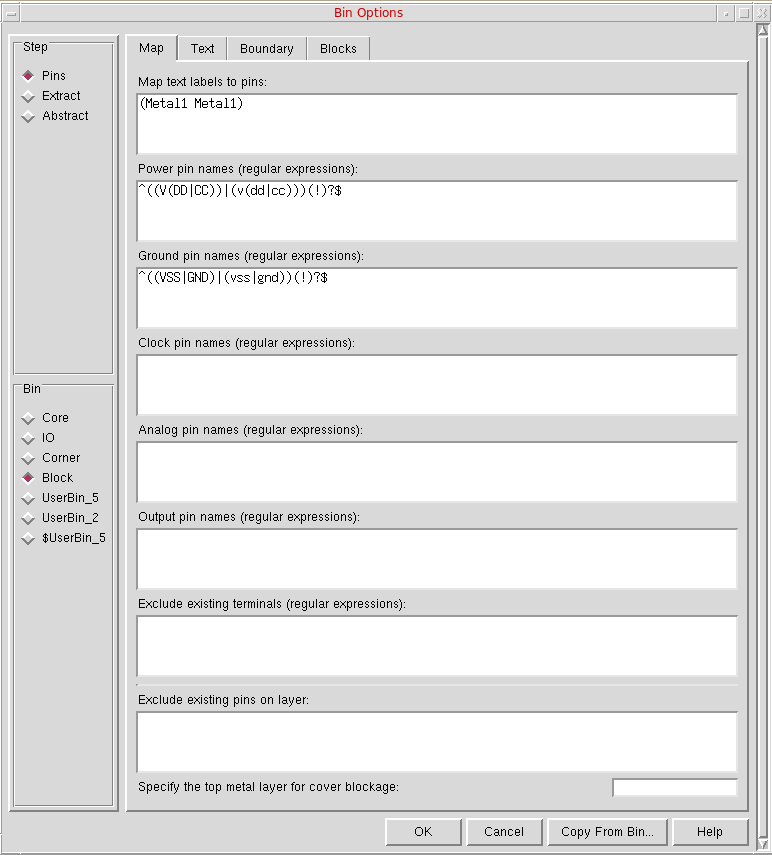 Bin Options
Step
Pins
Extract
Abstract
Bin
Core
IO
Corner
Block
UserBin_5
UserBin_2
$UserBin_5
Map Text Boundary Blocks
Map text labels to pins:
(Metal1 Metal1)
Power pin names (regular expressions):
^((V(DD|CC))|(v(dd|cc)))(!)?$
Ground pin names (regular expressions):
^((VSS|GND)|(vss|gnd))(!)?$
Clock pin names (regular expressions):
Analog pin names (regular expressions):
Output pin names (regular expressions):
Exclude existing terminals (regular expressions):
Exclude existing pins on layer:
Specify the top metal layer for cover blockage:
OK Cancel Copy From Bin... Help